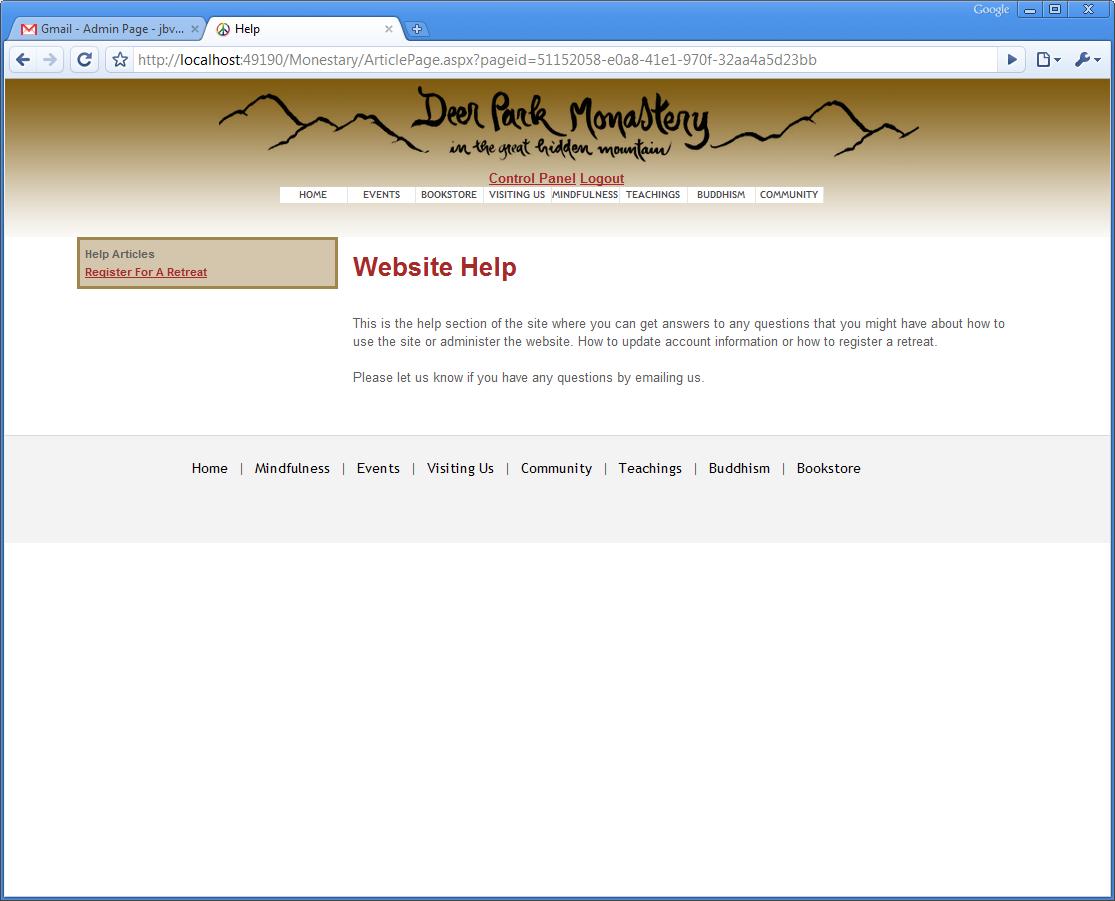 Google
Gmail - Admin Page - jbv...
Help
http://localhost:49190/Monestary/ArticlePage.aspx?pageid=51152058-e0a8-41e1-970f-32aa4a5d23bb
Deer Park Monastery
in the great hidden mountain
Control Panel Logout
HOME EVENTS BOOKSTORE VISITING US MINDFULNESS TEACHINGS BUDDHISM COMMUNITY
Help Articles
Register For A Retreat
Website Help
This is the help section of the site where you can get answers to any questions that you might have about how to
use the site or administer the website. How to update account information or how to register a retreat.
Please let us know if you have any questions by emailing us.
Home | Mindfulness | Events | Visiting Us | Community | Teachings | Buddhism | Bookstore